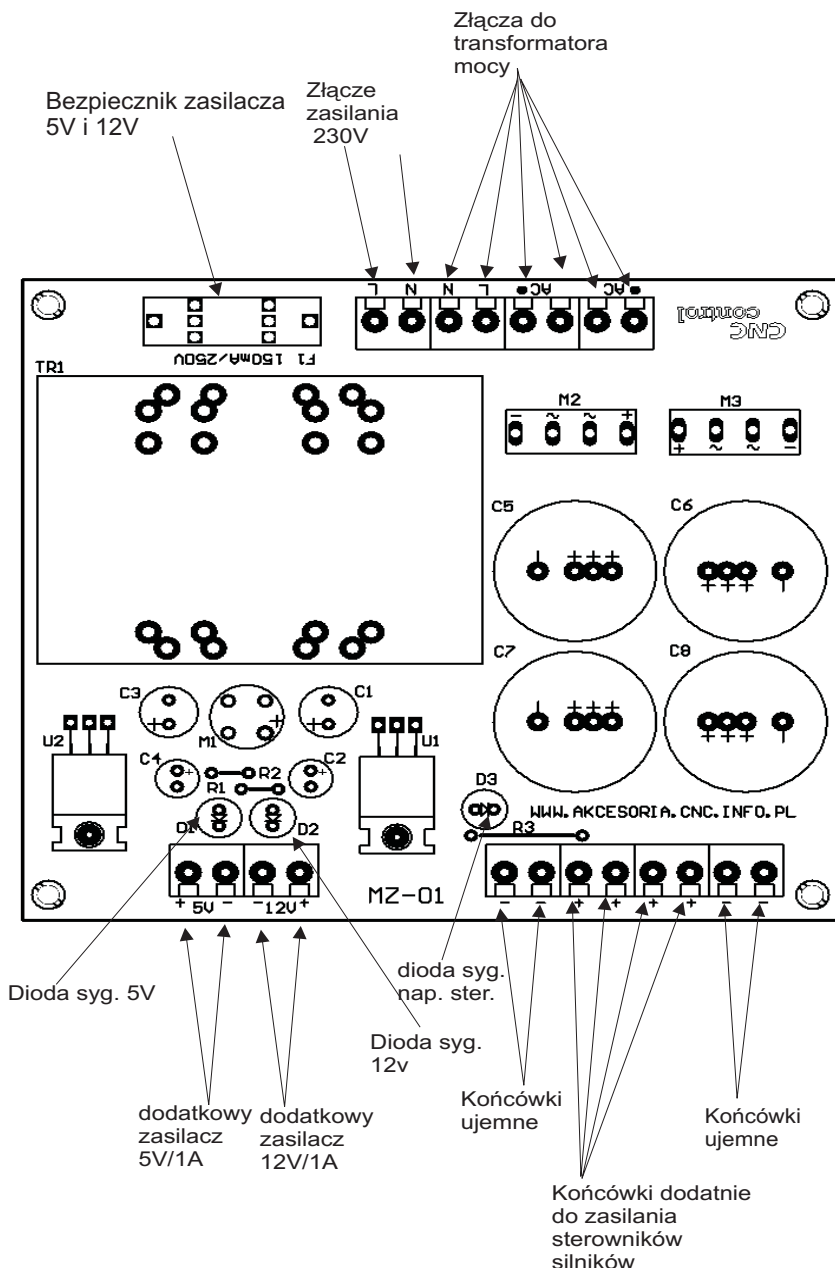 Złącza do
transformatora
mocy
Złącze
zasilania
230V
Bezpiecznik zasilacza
5V i 12V
L N N L AC AC
CNC
control
F1 150mA/250V
TR1
M2
M3
- ~ ~ +
+ ~ ~ -
C5
C6
- +++
+++ -
C7
C8
- +++
+++ -
C3
M1
C1
+ + +
U2
U1
C4
R2
C2
+ +
R1
D3
WWW.AKCESORIA.CNC.INFO.PL
D1
D2
R3
MZ-01
+ 5V - - 12V +
- - + + + + - -
Dioda syg. 5V
dioda syg.
nap. ster.
Dioda syg.
12v
dodatkowy
zasilacz
5V/1A
dodatkowy
zasilacz
12V/1A
Końcówki
ujemne
Końcówki
ujemne
Końcówki dodatnie
do zasilania
sterowników
silników